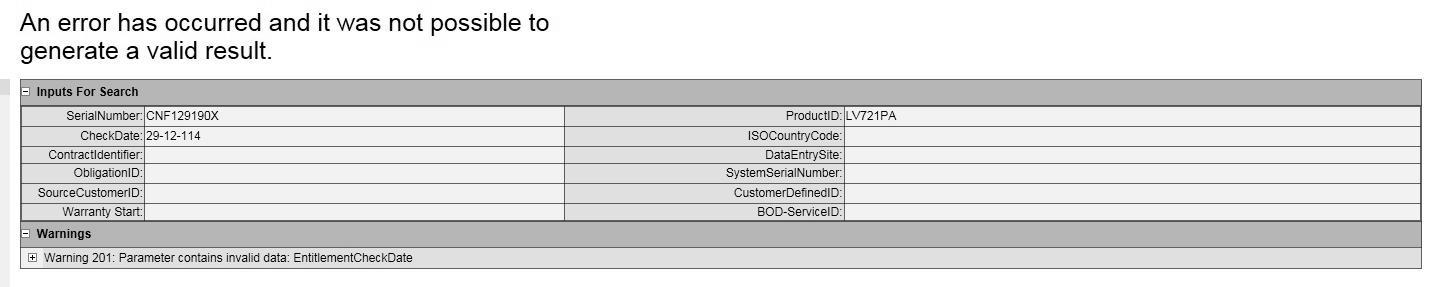 An error has occurred and it was not possible to
generate a valid result.
Inputs For Search
SerialNumber: CNF129190X ProductID: LV721PA
CheckDate: 29-12-114 ISOCountryCode:
ContractIdentifier: DataEntrySite:
ObligationID: SystemSerialNumber:
SourceCustomerID: CustomerDefinedID:
Warranty Start: BOD-ServiceID:
Warnings
Warning 201: Parameter contains invalid data: EntitlementCheckDate